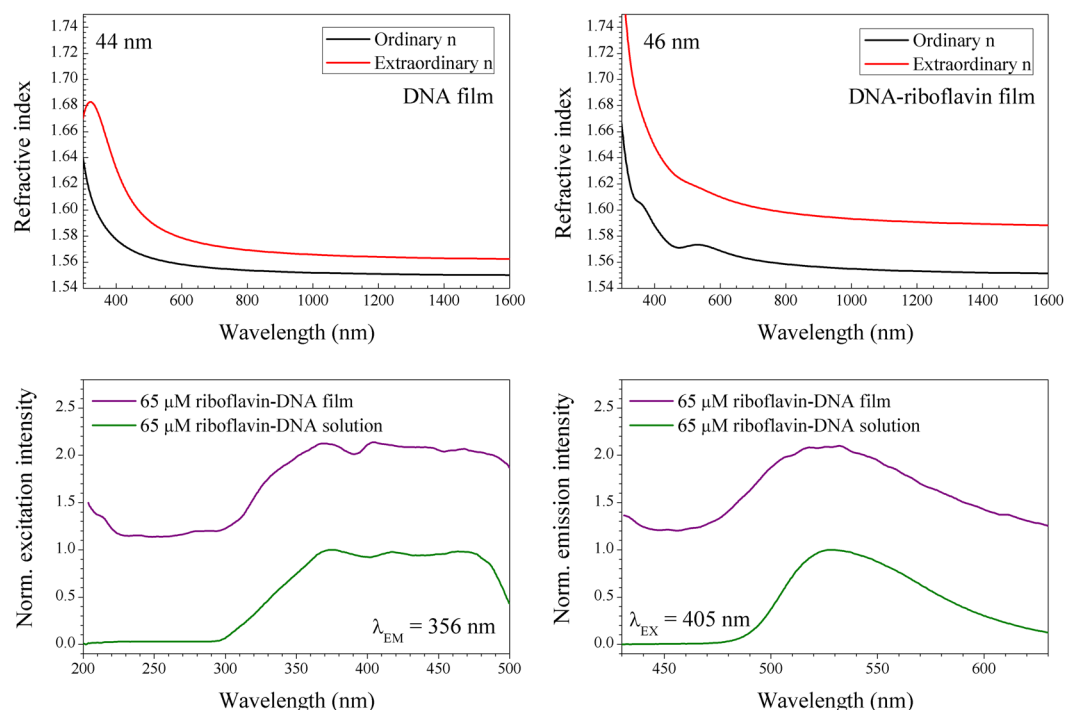 1.74
1.72
1.70
1.68
1.66
1.64
1.62
1.60
1.58
1.56
1.54
Refractive index
44 nm
Ordinary n
Extraordinary n
DNA film
400 600 800 1000 1200 1400 1600
Wavelength (nm)
1.74
1.72
1.70
1.68
1.66
1.64
1.62
1.60
1.58
1.56
1.54
Refractive index
46 nm
Ordinary n
Extraordinary n
DNA-riboflavin film
400 600 800 1000 1200 1400 1600
Wavelength (nm)
2.5
2.0
1.5
1.0
0.5
0.0
Norm. excitation intensity
65 µM riboflavin-DNA film
65 µM riboflavin-DNA solution
λEM = 356 nm
200 250 300 350 400 450 500
Wavelength (nm)
2.5
2.0
1.5
1.0
0.5
0.0
Norm. emission intensity
65 µM riboflavin-DNA film
65 µM riboflavin-DNA solution
λEX = 405 nm
450 500 550 600
Wavelength (nm)